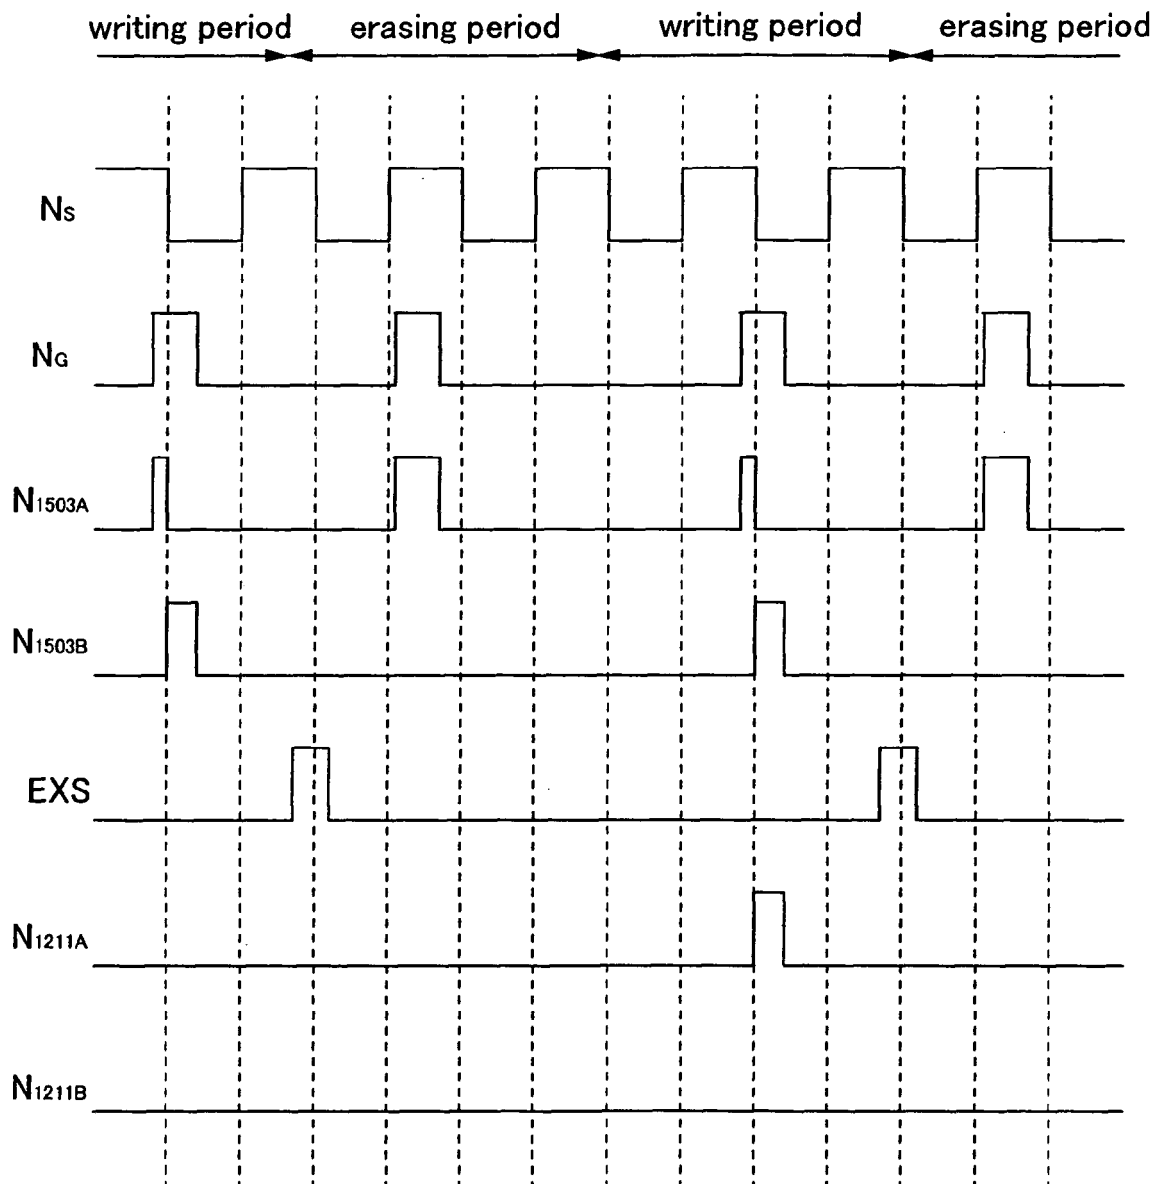 writing period erasing period writing period erasing period
Ns
NG
N1503A
N1503B
EXS
N1211A
N1211B